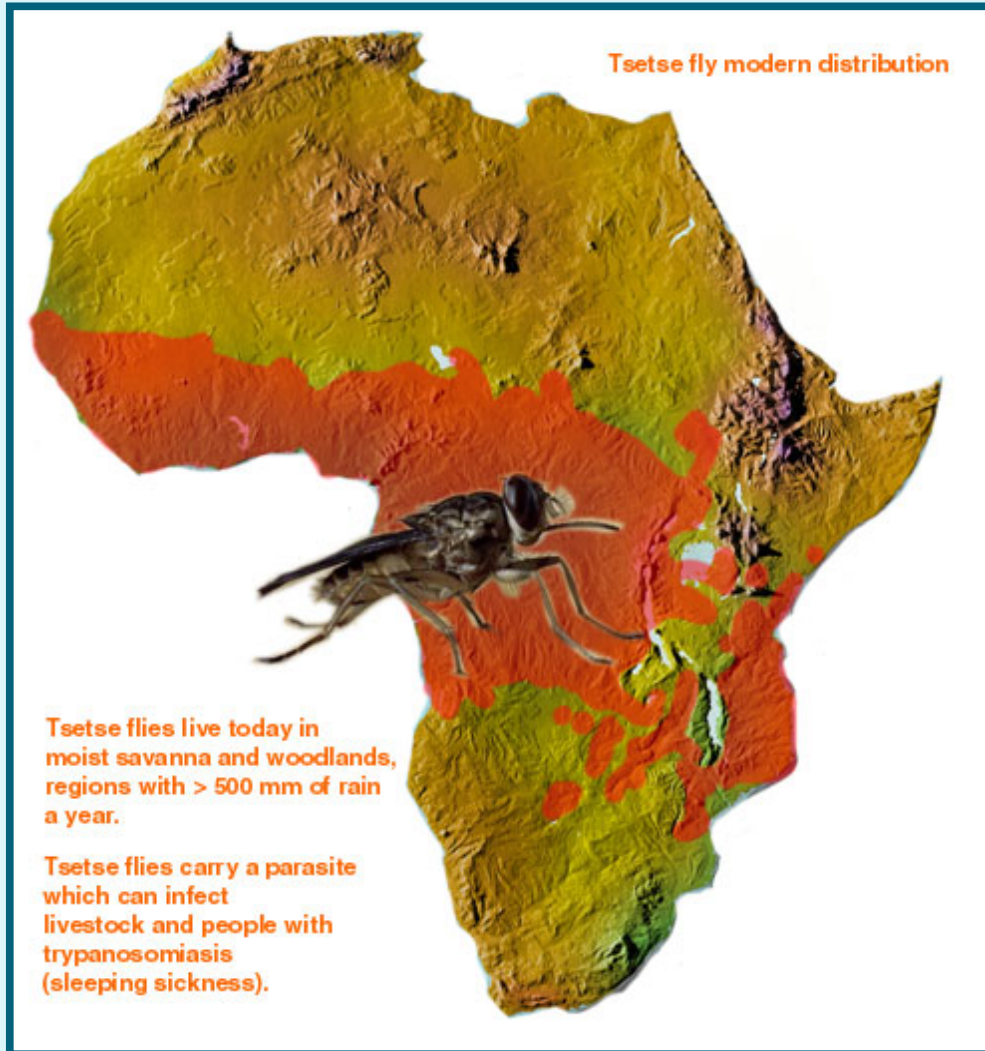 Tsetse fly modern distribution
Tsetse flies live today in
moist savanna and woodlands,
regions with > 500 mm of rain
a year.
Tsetse flies carry a parasite
which can infect
livestock and people with
trypanosomiasis
(sleeping sickness).